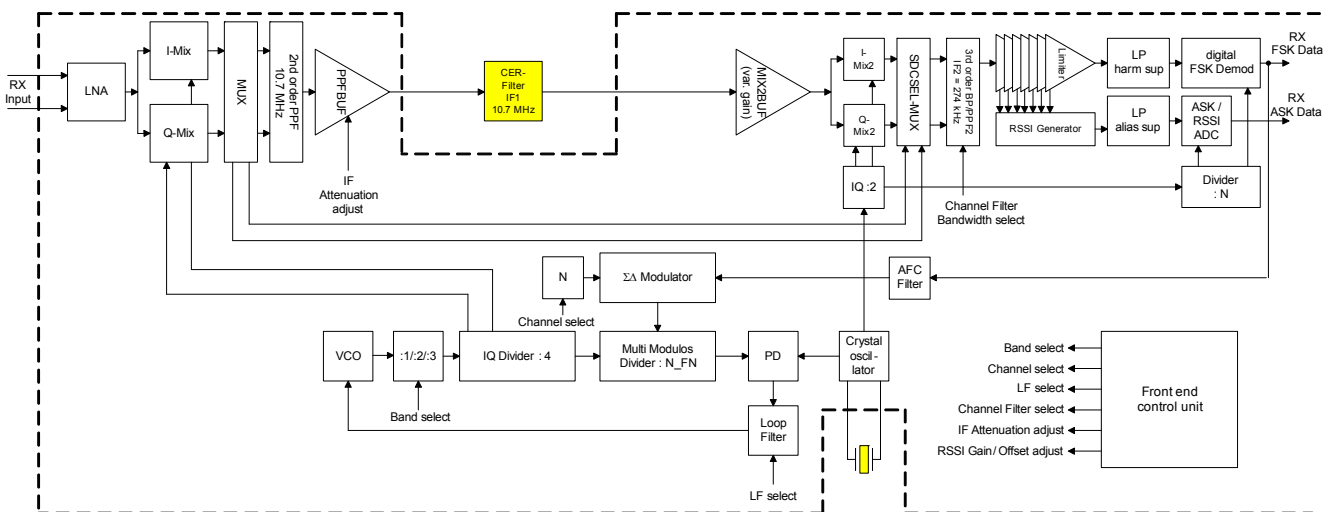 RX
Input
LNA
I-Mix
Q-Mix
MUX
2nd order PPF
10.7 MHz
PPFBUF
IF
Attenuation
adjust
CER-
Filter
IF1
10.7 MHz
MIX2BUF
(var. gain)
I-
Mix2
Q-
Mix2
IQ :2
SDCSEL-MUX
3rd order BP/PPF2
IF2 = 274 kHz
Channel Filter
Bandwidth select
Limiter
RSSI Generator
LP
harm sup
LP
alias sup
digital
FSK Demod
ASK /
RSSI
ADC
Divider
: N
RX
FSK Data
RX
ASK Data
N
Channel select
ΣΔ Modulator
AFC
Filter
VCO
:1/:2/:3
Band select
IQ Divider : 4
Multi Modulos
Divider : N_FN
PD
Loop
Filter
LF select
Crystal
oscil-
lator
Band select
Channel select
LF select
Channel Filter select
IF Attenuation adjust
RSSI Gain/ Offset adjust
Front end
control unit